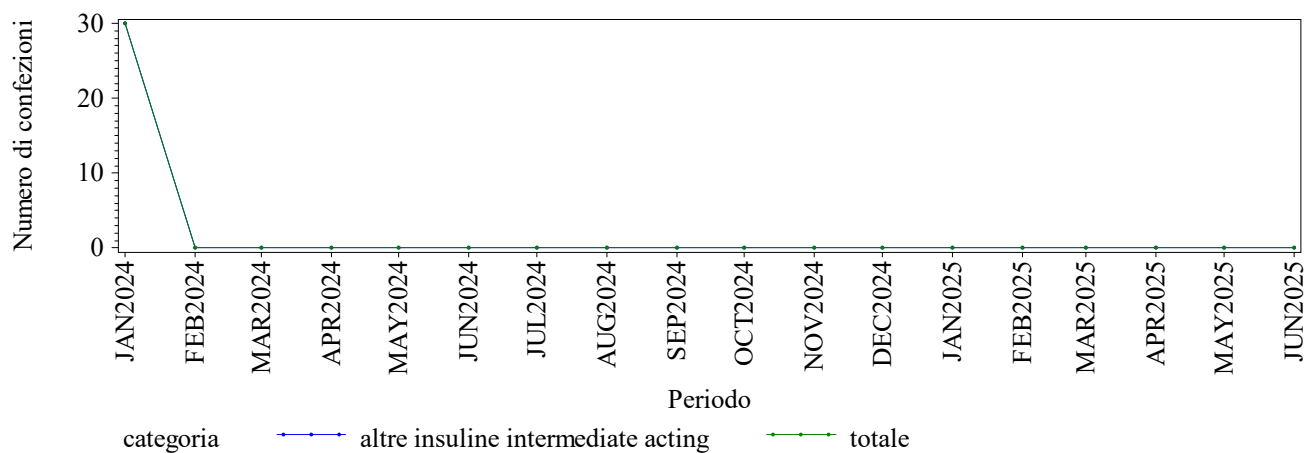 Numero di confezioni
30
20
10
0
JAN2024
FEB2024
MAR2024
APR2024
MAY2024
JUN2024
JUL2024
AUG2024
SEP2024
OCT2024
NOV2024
DEC2024
JAN2025
FEB2025
MAR2025
APR2025
MAY2025
JUN2025
Periodo
categoria altre insuline intermediate acting totale